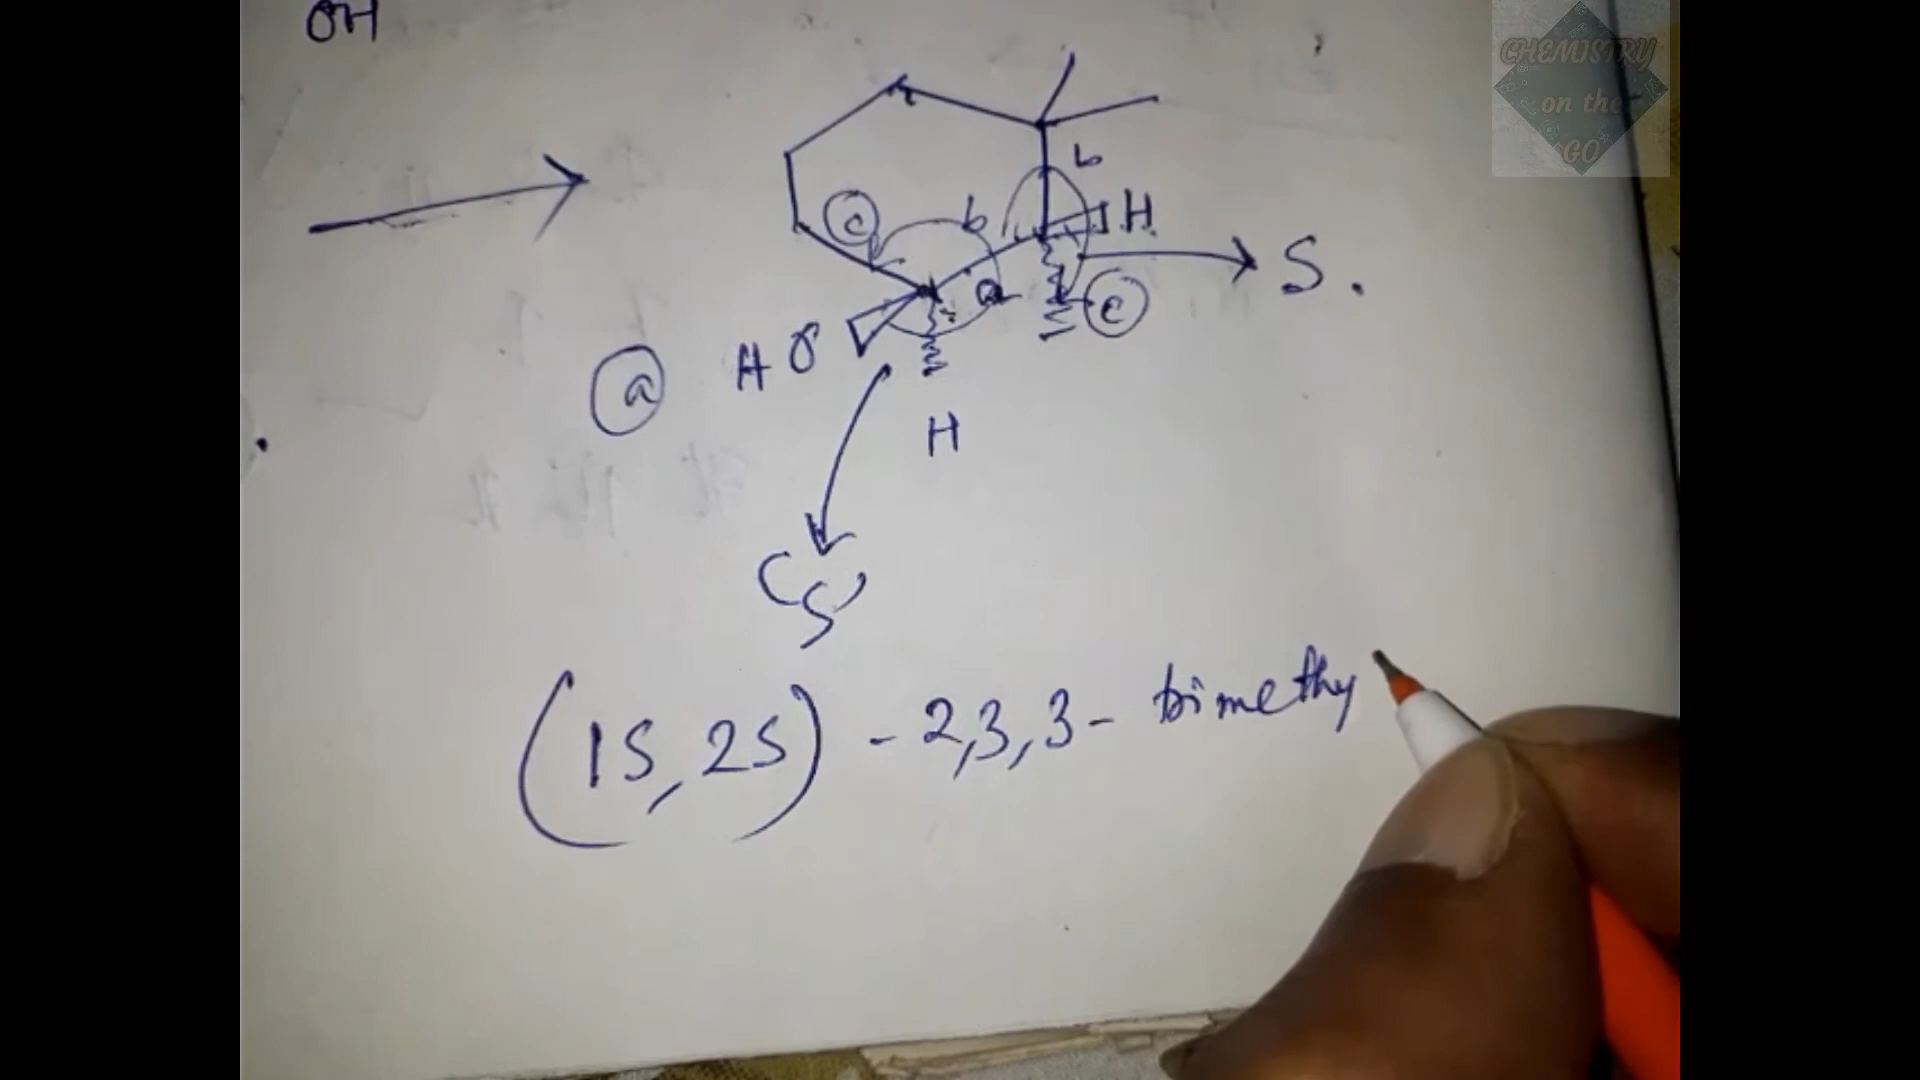 OH
CHEMISTRY
on the
GO
b
c
b
H
S.
a
c
HO
a
H
(S)
(1S, 2S) - 2,3,3- trimethy